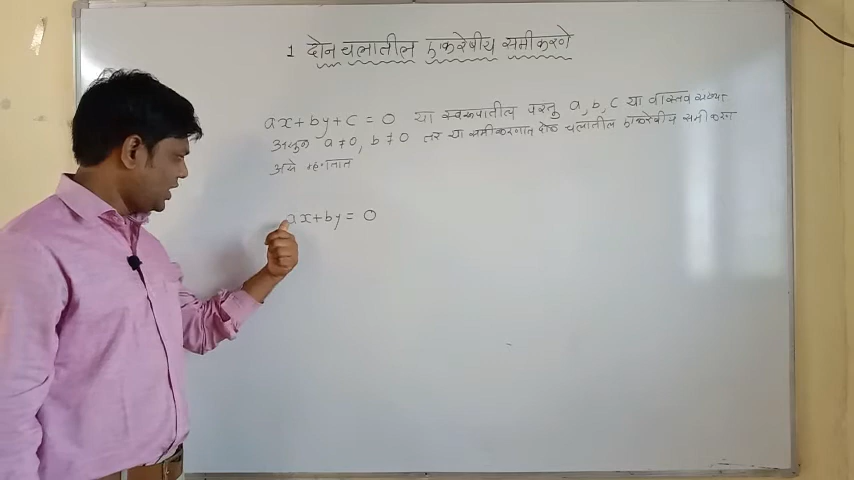 1 दोन चलातील एकरेषीय समीकरणे
ax+by+c=0 या स्वरूपातील परंतु a, b, c या वास्तव संख्या
असून a≠0, b≠0 तर या समीकरणास दोन चलातील एकरेषीय समीकरण
असे म्हणतात
ax+by=0